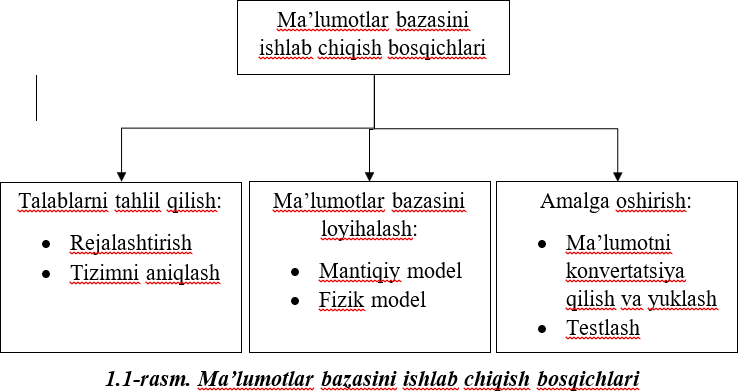 Ma’lumotlar bazasini
ishlab chiqish bosqichlari
Talablarni tahlil qilish:
• Rejalashtirish
• Tizimni aniqlash
Ma’lumotlar bazasini
loyihalash:
• Mantiqiy model
• Fizik model
Amalga oshirish:
• Ma’lumotni
konvertatsiya
qilish va yuklash
• Testlash
1.1-rasm. Ma’lumotlar bazasini ishlab chiqish bosqichlari